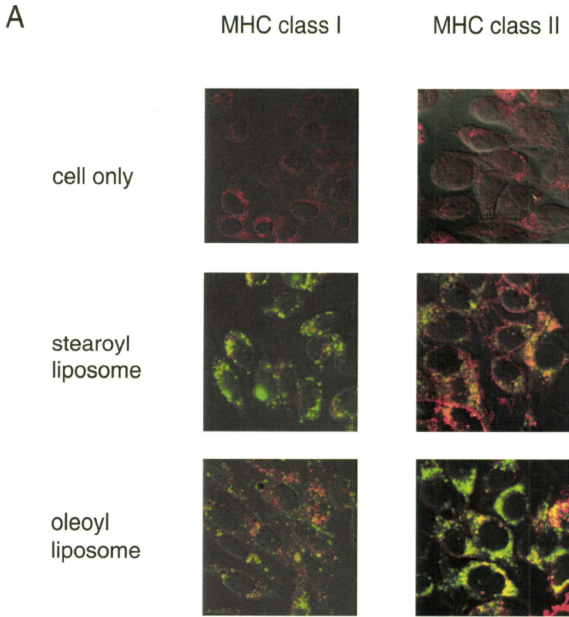 A
MHC class I
MHC class II
cell only
stearoyl
liposome
oleoyl
liposome